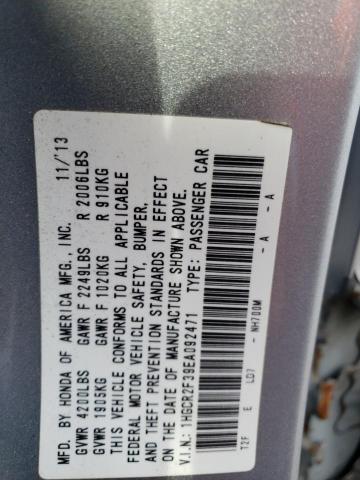 MFD. BY HONDA OF AMERICA MFG., INC. 11/'13
GVWR 4200LBS GAWR F 2249LBS R 2006LBS
GVWR 1905KG GAWR F 1020KG R 910KG
THIS VEHICLE CONFORMS TO ALL APPLICABLE
FEDERAL MOTOR VEHICLE SAFETY, BUMPER,
AND THEFT PREVENTION STANDARDS IN EFFECT
ON THE DATE OF MANUFACTURE SHOWN ABOVE.
V.I.N.: 1HGCR2F39EA092471 TYPE: PASSENGER CAR
T2F E LD7 - NH700M - A - A